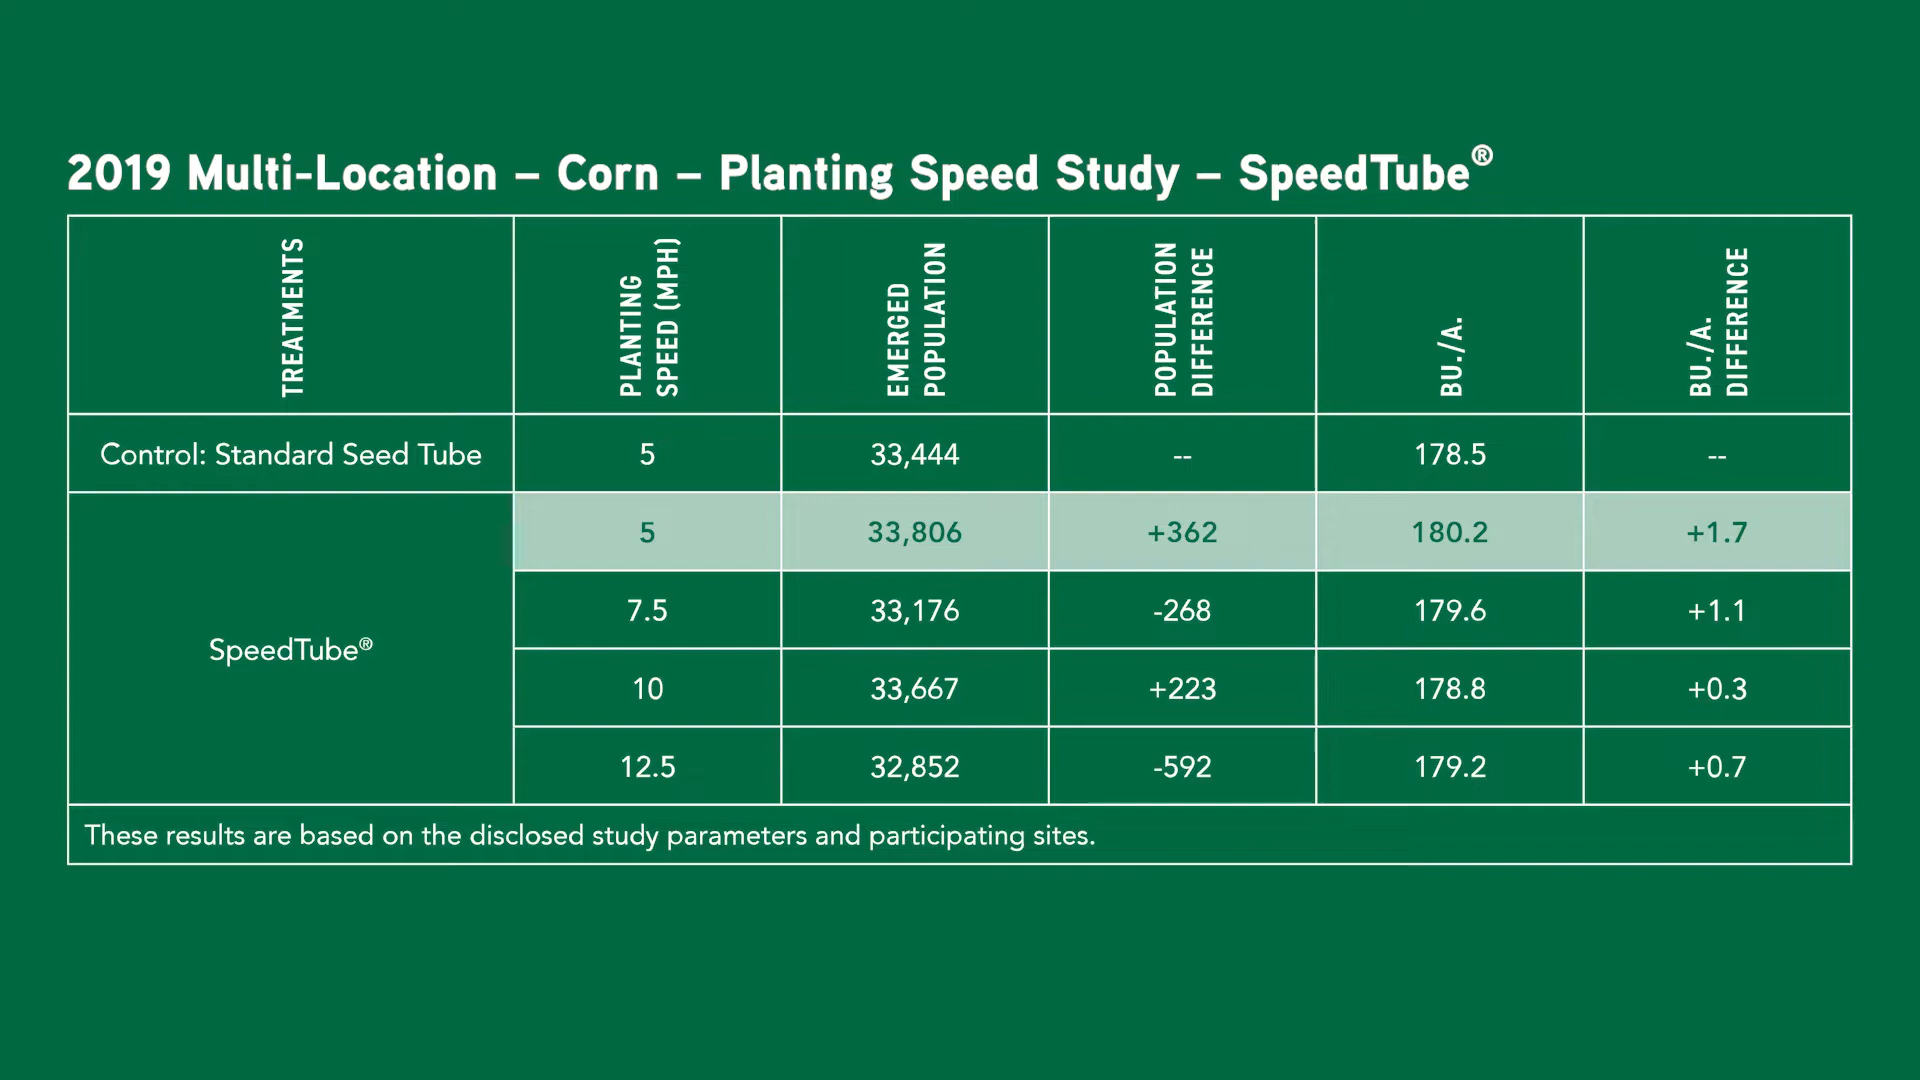 2019 Multi-Location – Corn – Planting Speed Study – SpeedTube®
TREATMENTS
PLANTING
SPEED (MPH)
EMERGED
POPULATION
POPULATION
DIFFERENCE
BU./A.
BU./A.
DIFFERENCE
Control: Standard Seed Tube 5 33,444 -- 178.5 --
SpeedTube®
5 33,806 +362 180.2 +1.7
7.5 33,176 -268 179.6 +1.1
10 33,667 +223 178.8 +0.3
12.5 32,852 -592 179.2 +0.7
These results are based on the disclosed study parameters and participating sites.